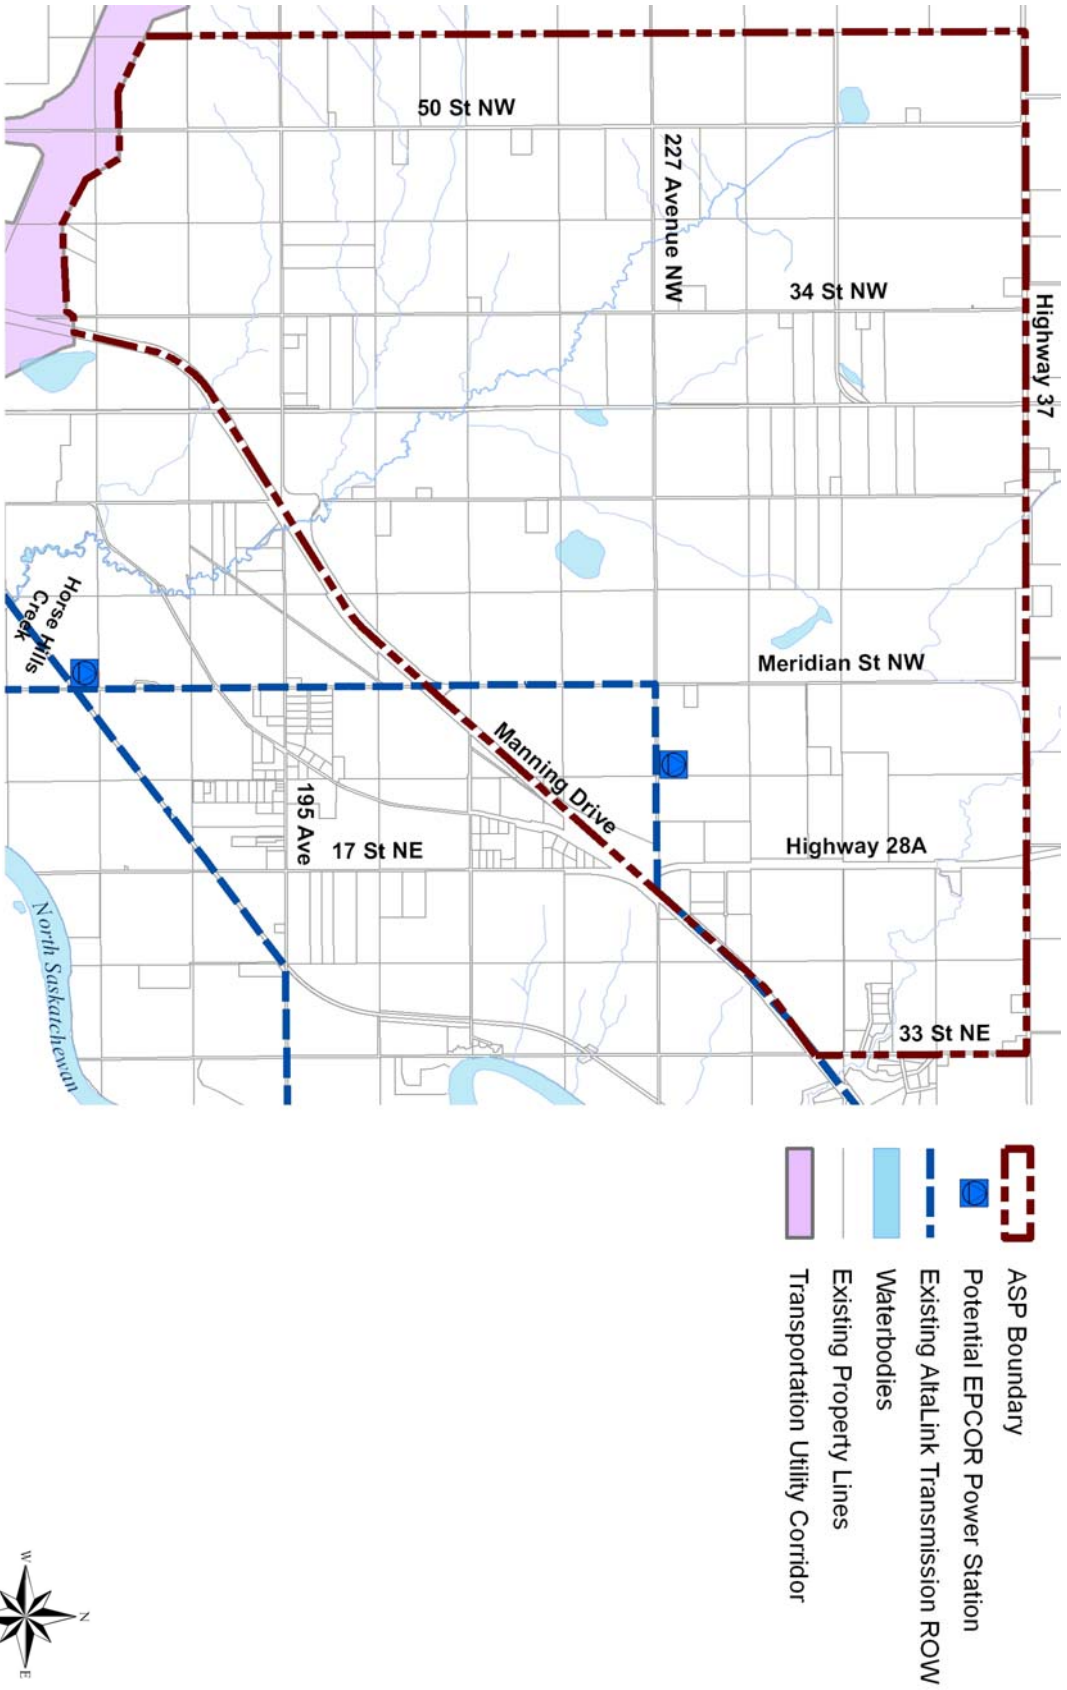 50 St NW
227 Avenue NW
34 St NW
Highway 37
Meridian St NW
Horse Hills
Creek
Manning Drive
195 Ave
17 St NE
Highway 28A
North Saskatchewan
33 St NE
ASP Boundary
Potential EPCOR Power Station
Existing AltaLink Transmission ROW
Waterbodies
Existing Property Lines
Transportation Utility Corridor
W
N
E